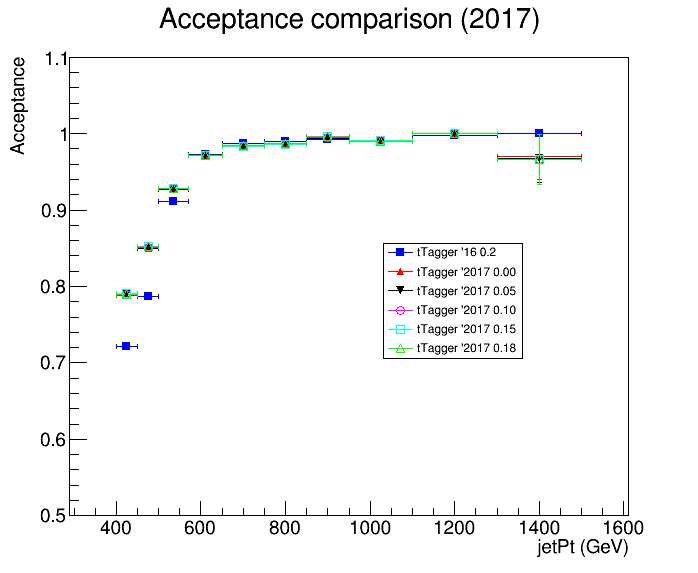 Acceptance comparison (2017)
Acceptance
1.1
1
0.9
0.8
0.7
0.6
0.5
tTagger '16 0.2
tTagger '2017 0.00
tTagger '2017 0.05
tTagger '2017 0.10
tTagger '2017 0.15
tTagger '2017 0.18
400 600 800 1000 1200 1400 1600
jetPt (GeV)